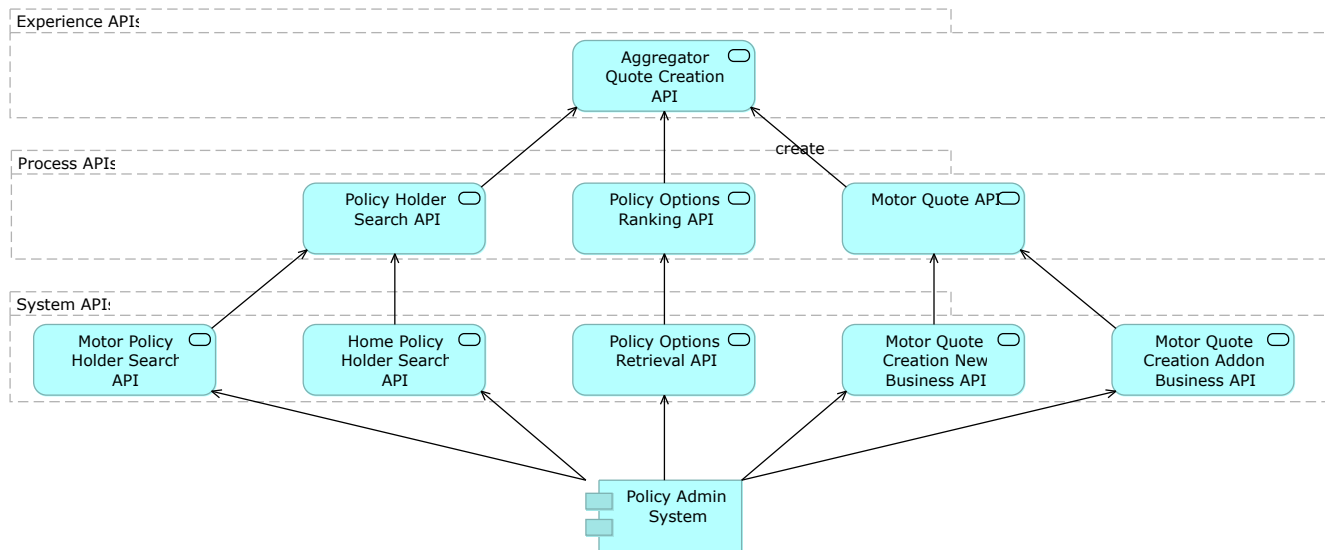 Experience APIs
Aggregator
Quote Creation
API
create
Process APIs
Policy Holder
Search API
Policy Options
Ranking API
Motor Quote API
System APIs
Motor Policy
Holder Search
API
Home Policy
Holder Search
API
Policy Options
Retrieval API
Motor Quote
Creation New
Business API
Motor Quote
Creation Addon
Business API
Policy Admin
System